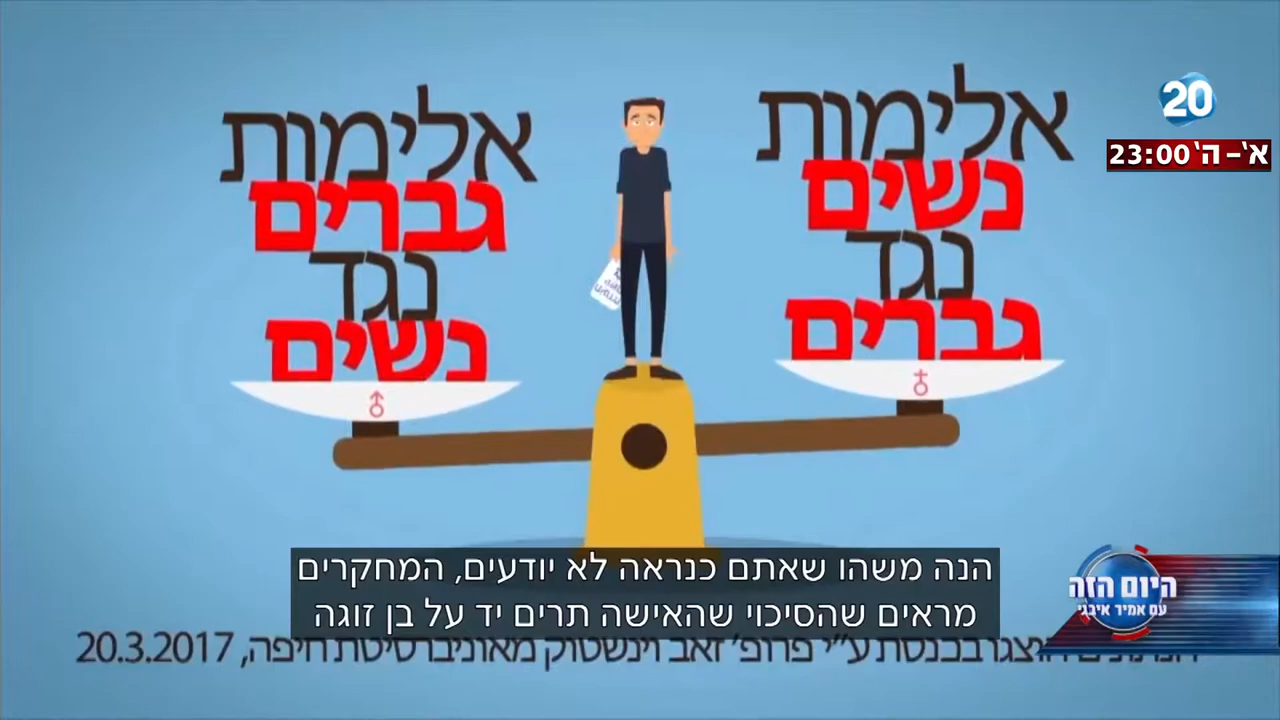 אלימות
נשים
נגד
גברים
אלימות
גברים
נגד
נשים
20
א'-ה' 23:00
הנה משהו שאתם כנראה לא יודעים, המחקרים
מראים שהסיכוי שהאישה תרים יד על בן זוגה
בכנסת ע"י פרופ' זאב וינשטוק מאוניברסיטת חיפה, 20.3.2017
היום הזה
עם אמיר איבגי